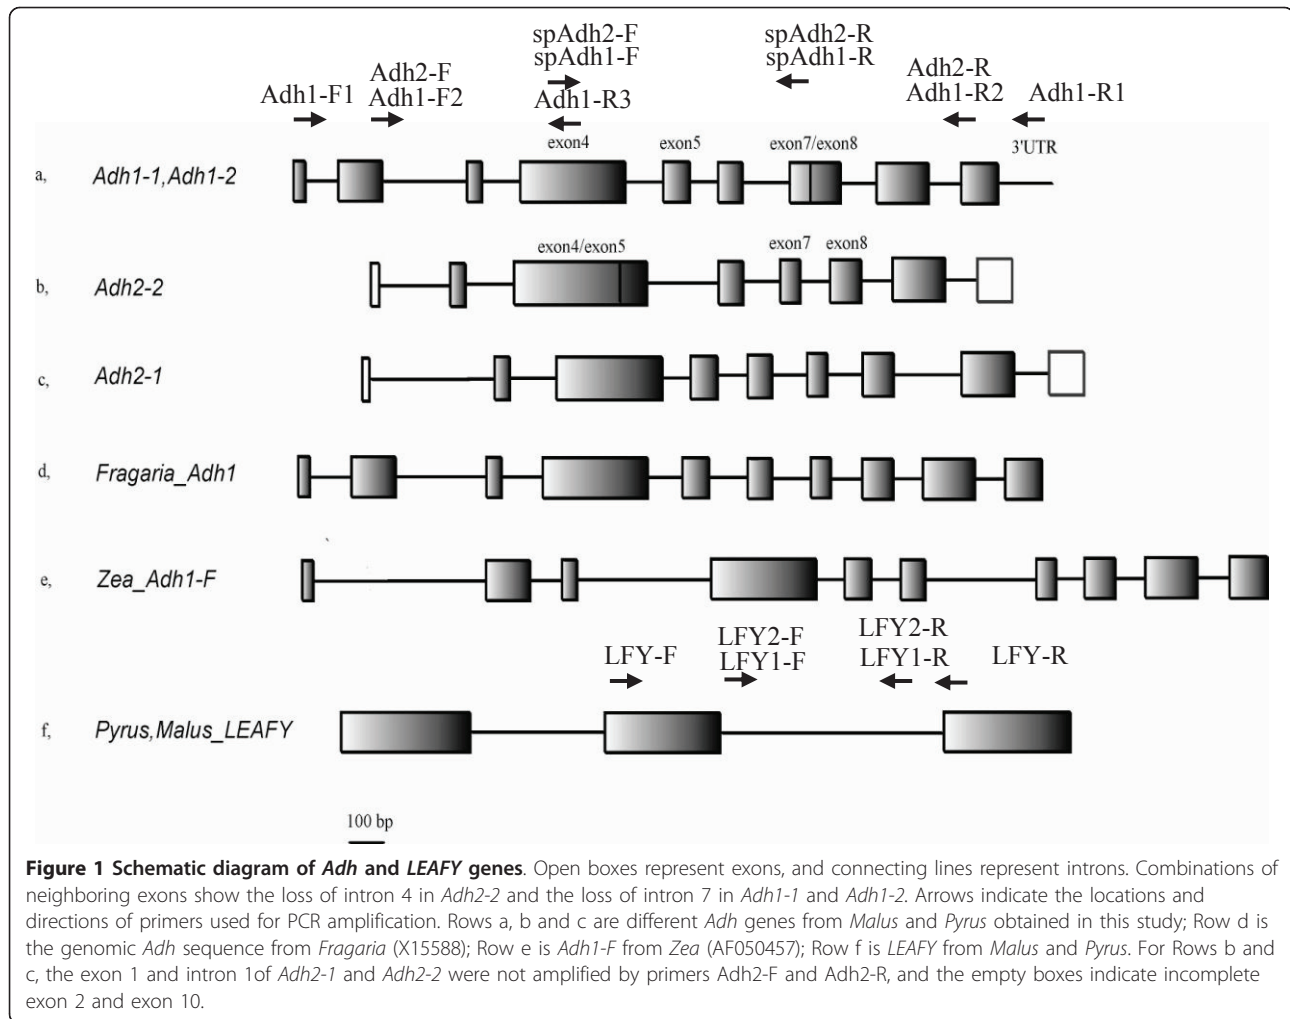 spAdh2-F
spAdh1-F
spAdh2-R
spAdh1-R
Adh1-F1
Adh2-F
Adh1-F2
Adh1-R3
Adh2-R
Adh1-R2
Adh1-R1
exon4
exon5
exon7/exon8
3'UTR
a, Adh1-1,Adh1-2
exon4/exon5
exon7
exon8
b, Adh2-2
c, Adh2-1
d, Fragaria_Adh1
e, Zea_Adh1-F
LFY-F
LFY2-F
LFY1-F
LFY2-R
LFY1-R
LFY-R
f, Pyrus,Malus_LEAFY
100 bp
Figure 1 Schematic diagram of Adh and LEAFY genes. Open boxes represent exons, and connecting lines represent introns. Combinations of
neighboring exons show the loss of intron 4 in Adh2-2 and the loss of intron 7 in Adh1-1 and Adh1-2. Arrows indicate the locations and
directions of primers used for PCR amplification. Rows a, b and c are different Adh genes from Malus and Pyrus obtained in this study; Row d is
the genomic Adh sequence from Fragaria (X15588); Row e is Adh1-F from Zea (AF050457); Row f is LEAFY from Malus and Pyrus. For Rows b and
c, the exon 1 and intron 1of Adh2-1 and Adh2-2 were not amplified by primers Adh2-F and Adh2-R, and the empty boxes indicate incomplete
exon 2 and exon 10.